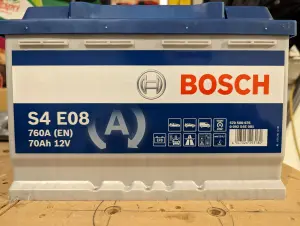 BOSCH
S4 E08
760A (EN)
70Ah 12V
A